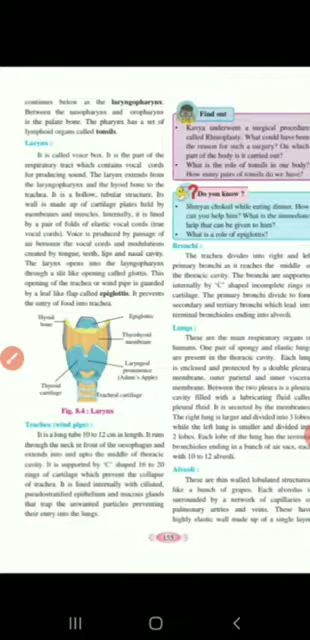 continues below as the laryngopharynx.
Between the nasopharynx and oropharynx
is the palate bone. The pharynx has a set of
lymphoid organs called tonsils.
Larynx :
It is called voice box. It is the part of the
respiratory tract which contains vocal cords
for producing sound. The larynx extends from
the laryngopharynx and the hyoid bone to the
trachea. It is a hollow, tubular structure. Its
wall is made up of cartilage plates held by
membranes and muscles. Internally, it is lined
by a pair of folds of elastic vocal cords (true
vocal cords). Voice is produced by passage of
air between the vocal cords and modulations
created by tongue, teeth, lips and nasal cavity.
The larynx opens into the laryngopharynx
through a slit like opening called glottis. This
opening of the trachea or wind pipe is guarded
by a leaf like flap called epiglottis. It prevents
the entry of food into trachea.
Hyoid
bone
Epiglottis
Thyrohyoid
membrane
Laryngeal
prominence
(Adam's Apple)
Thyroid
cartilage
Tracheal cartilage
Fig. 8.4 : Larynx
Trachea (wind pipe) :
It is a long tube 10 to 12 cm in length. It runs
through the neck in front of the oesophagus and
extends into and upto the middle of thoracic
cavity. It is supported by 'C' shaped 16 to 20
rings of cartilage which prevent the collapse
of trachea. It is lined internally with ciliated,
pseudostratified epithelium and mucous glands
that trap the unwanted particles preventing
their entry into the lungs.
Find out
• Kavya underwent a surgical procedure
called Rhinoplasty. What could have been
the reason for such a surgery? On which
part of the body is it carried out?
• What is the role of tonsils in our body?
How many pairs of tonsils do we have?
Do you know ?
• Shreyas choked while eating dinner. How
can you help him? What is the immediate
help that can be given to him?
• What is a role of epiglottis?
Bronchi :
The trachea divides into right and left
primary bronchi as it reaches the middle of
the thoracic cavity. The bronchi are supported
internally by 'C' shaped incomplete rings of
cartilage. The primary bronchi divide to form
secondary and tertiary bronchi which lead into
terminal bronchioles ending into alveoli.
Lungs :
These are the main respiratory organs of
humans. One pair of spongy and elastic lungs
are present in the thoracic cavity. Each lung
is enclosed and protected by a double pleural
membrane, outer parietal and inner visceral
membrane. Between the two pleura is a pleural
cavity filled with a lubricating fluid called
pleural fluid. It is secreted by the membranes.
The right lung is larger and divided into 3 lobes,
while the left lung is smaller and divided into
2 lobes. Each lobe of the lung has the terminal
bronchioles ending in a bunch of air sacs, each
with 10 to 12 alveoli.
Alveoli :
These are thin walled lobulated structures
like a bunch of grapes. Each alveolus is
surrounded by a network of capillaries of
pulmonary artries and veins. These have
highly elastic wall made up of a single layer